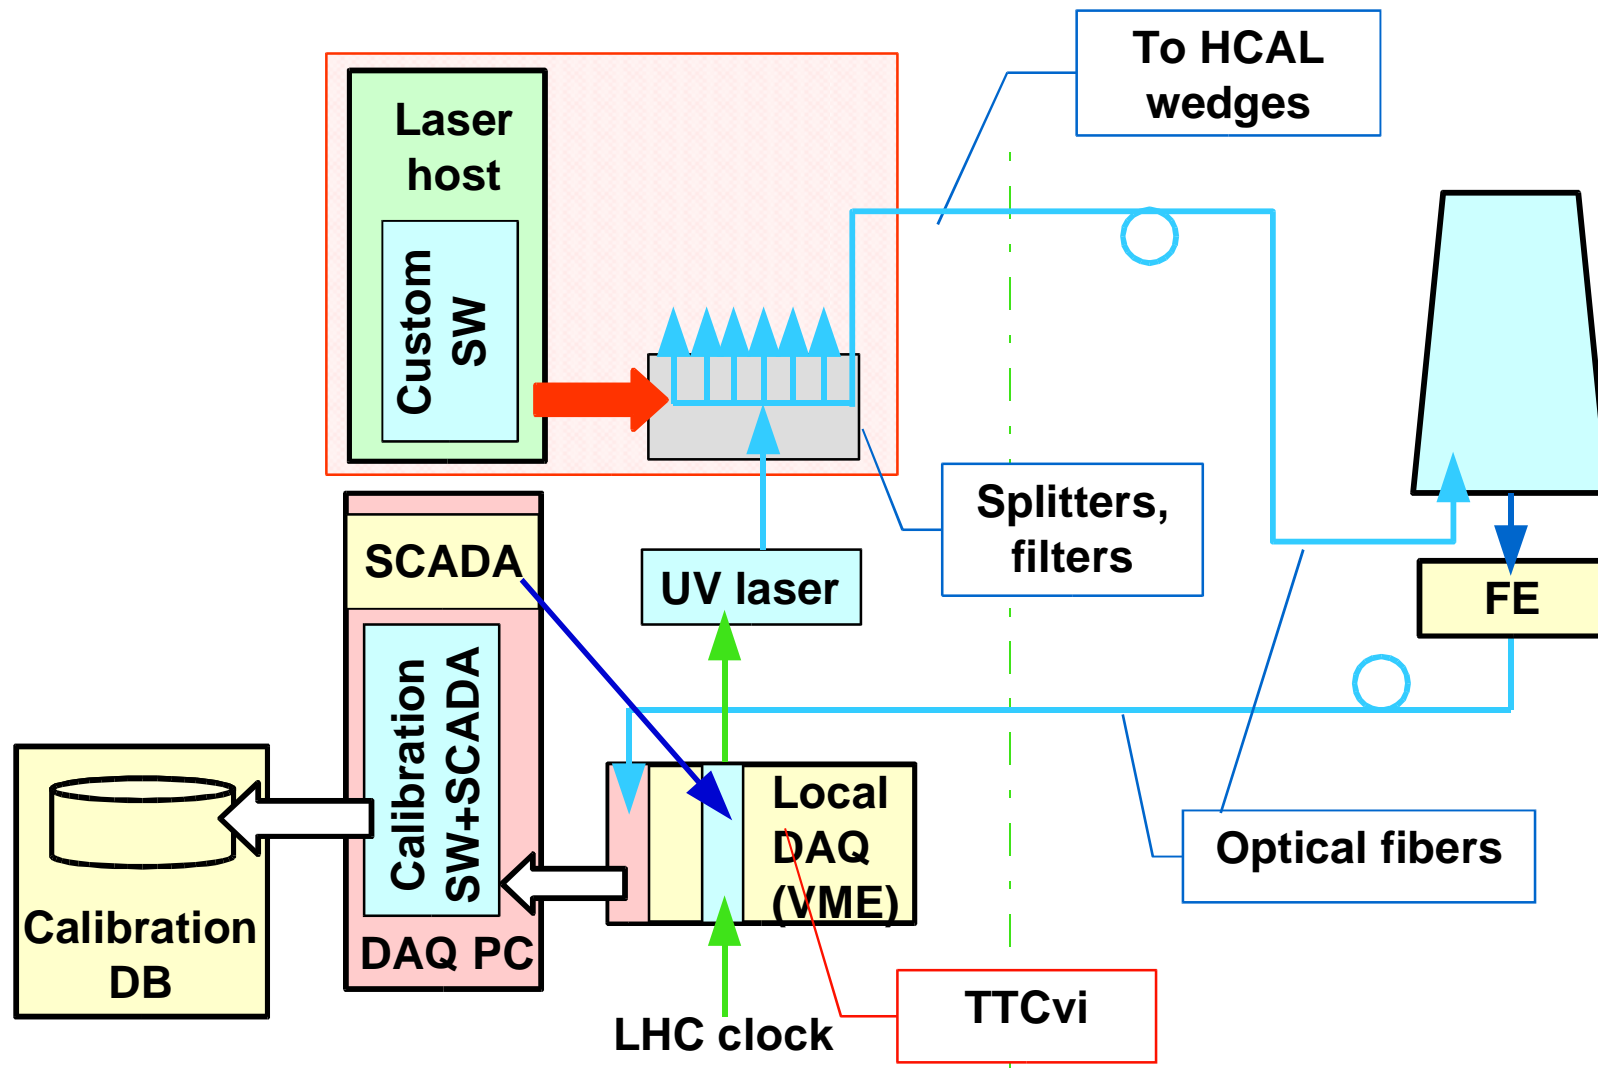 To HCAL
wedges
Laser
host
Custom
SW
Splitters,
filters
SCADA
UV laser
FE
Calibration
SW+SCADA
Local
DAQ
(VME)
Optical fibers
Calibration
DB
DAQ PC
TTCvi
LHC clock